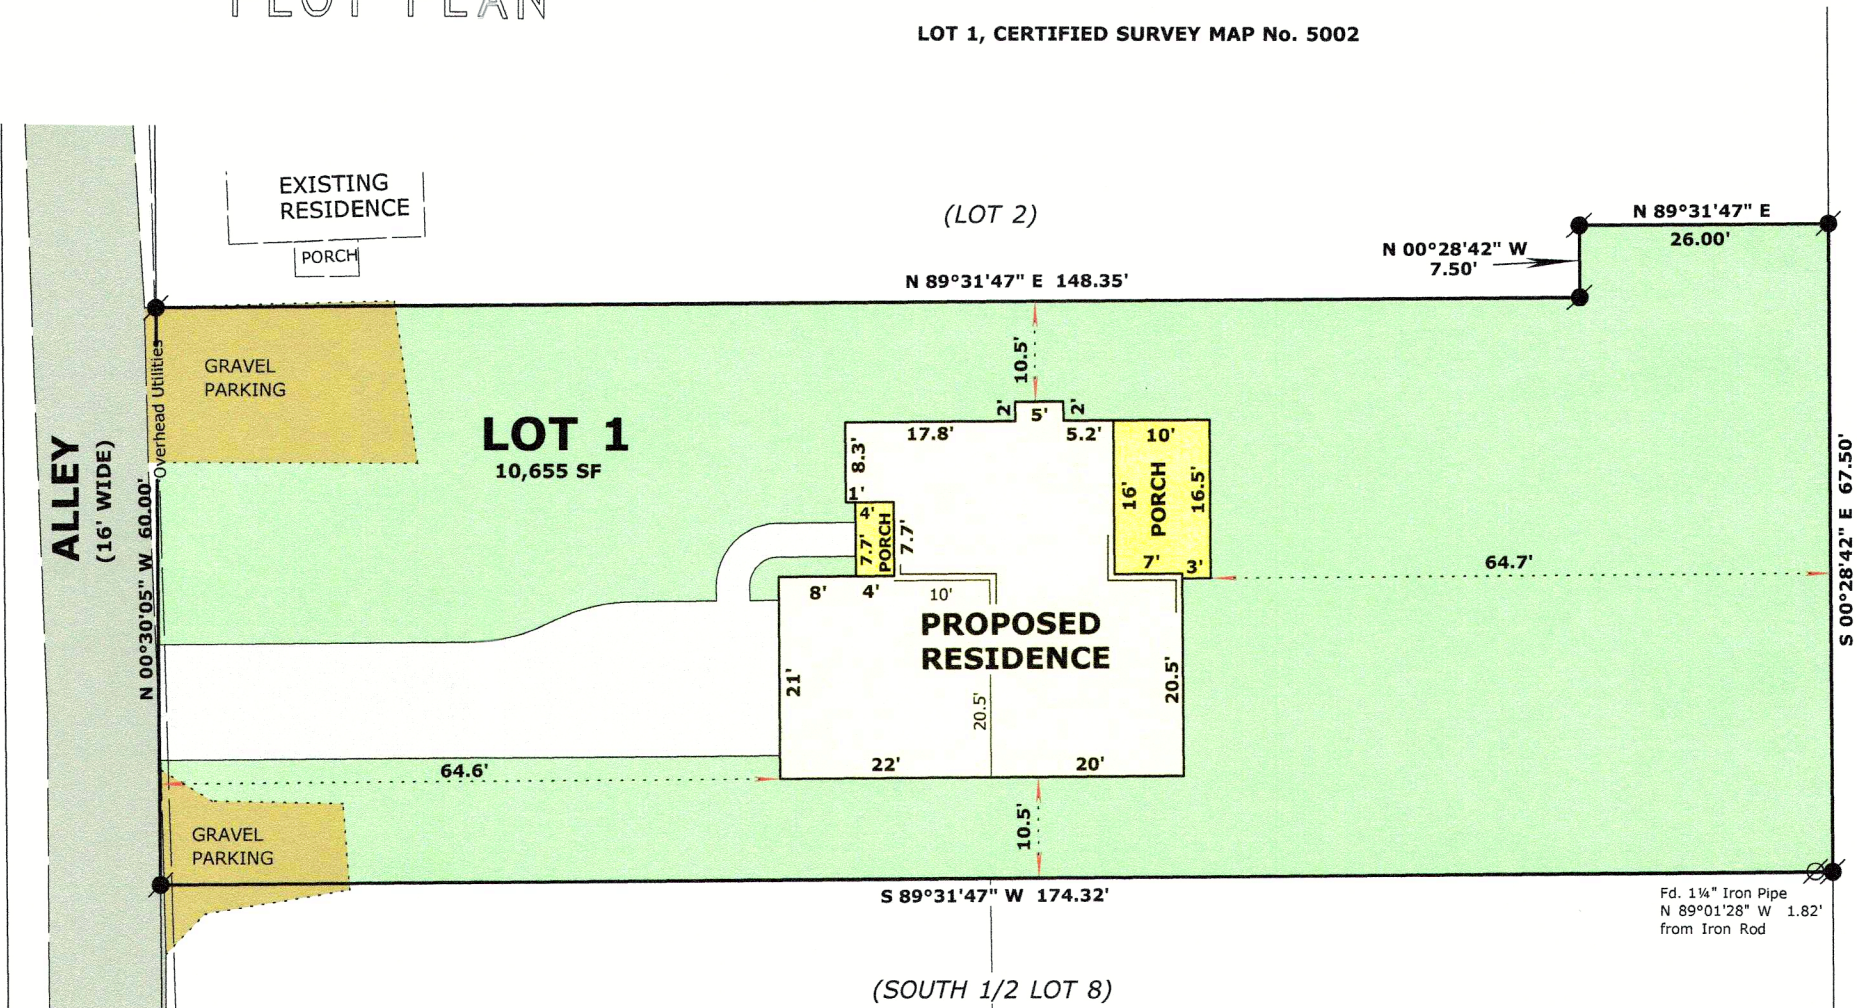 PLOT PLAN
LOT 1, CERTIFIED SURVEY MAP No. 5002
EXISTING
RESIDENCE
PORCH
(LOT 2)
N 89°31'47" E
26.00'
N 00°28'42" W
7.50'
N 89°31'47" E 148.35'
GRAVEL
PARKING
Overhead Utilities
ALLEY
(16' WIDE)
N 00°30'05" W 60.00'
LOT 1
10,655 SF
10.5'
2'
5'
2'
17.8'
5.2'
10'
8.3'
1'
4'
7.7'
PORCH
7.7'
16'
PORCH
16.5'
7'
3'
64.7'
S 00°28'42" E 67.50'
8'
4'
10'
PROPOSED
RESIDENCE
21'
20.5'
20.5'
22'
20'
64.6'
10.5'
GRAVEL
PARKING
S 89°31'47" W 174.32'
Fd. 1¼" Iron Pipe
N 89°01'28" W 1.82'
from Iron Rod
(SOUTH 1/2 LOT 8)